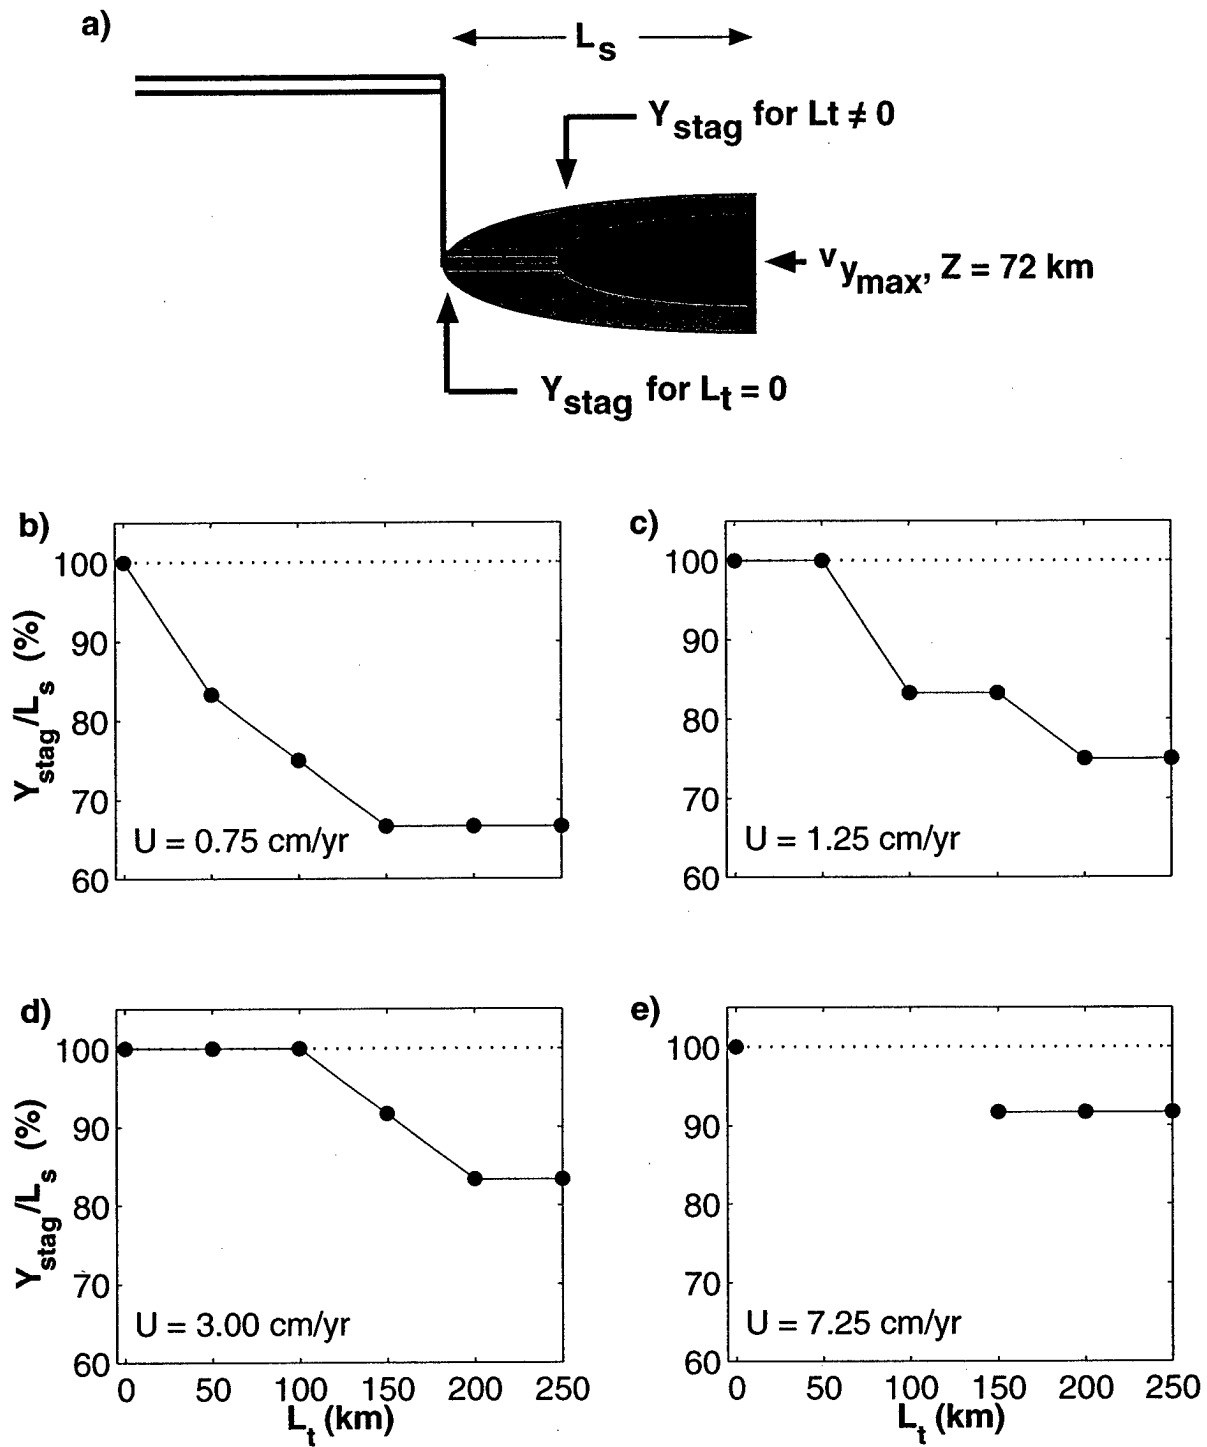 a)
L_s
Y_stag for Lt ≠ 0
v_y_max, Z = 72 km
Y_stag for L_t = 0
b)
Y_stag/L_s (%)
100
90
80
70
60
U = 0.75 cm/yr
c)
100
90
80
70
60
U = 1.25 cm/yr
d)
Y_stag/L_s (%)
100
90
80
70
60
U = 3.00 cm/yr
0 50 100 150 200 250
L_t (km)
e)
100
90
80
70
60
U = 7.25 cm/yr
0 50 100 150 200 250
L_t (km)